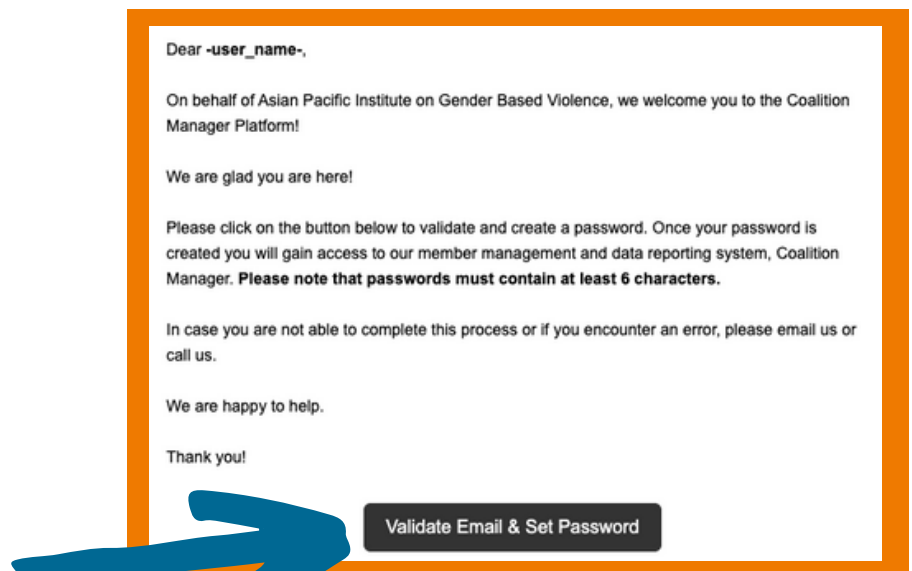 Dear -user_name-,
On behalf of Asian Pacific Institute on Gender Based Violence, we welcome you to the Coalition
Manager Platform!
We are glad you are here!
Please click on the button below to validate and create a password. Once your password is
created you will gain access to our member management and data reporting system, Coalition
Manager. Please note that passwords must contain at least 6 characters.
In case you are not able to complete this process or if you encounter an error, please email us or
call us.
We are happy to help.
Thank you!
Validate Email & Set Password